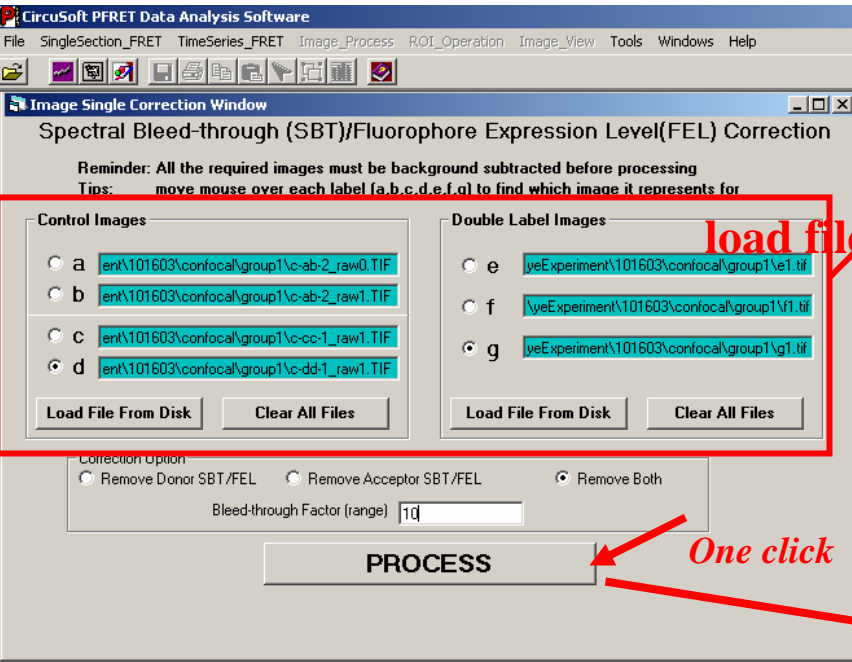 CircuSoft PFRET Data Analysis Software
File SingleSection_FRET TimeSeries_FRET Image_Process ROI_Operation Image_View Tools Windows Help
Image Single Correction Window
Spectral Bleed-through (SBT)/Fluorophore Expression Level(FEL) Correction
Reminder: All the required images must be background subtracted before processing
Tips: move mouse over each label (a,b,c,d,e,f,g) to find which image it represents for
Control Images
a ent\101603\confocal\group1\c-ab-2_raw0.TIF
b ent\101603\confocal\group1\c-ab-2_raw1.TIF
c ent\101603\confocal\group1\c-cc-1_raw1.TIF
d ent\101603\confocal\group1\c-dd-1_raw1.TIF
Load File From Disk Clear All Files
Double Label Images
load file
e yeExperiment\101603\confocal\group1\e1.tif
f \yeExperiment\101603\confocal\group1\f1.tif
g yeExperiment\101603\confocal\group1\g1.tif
Load File From Disk Clear All Files
Correction Option
Remove Donor SBT/FEL Remove Acceptor SBT/FEL Remove Both
Bleed-through Factor (range) 10
PROCESS
One click